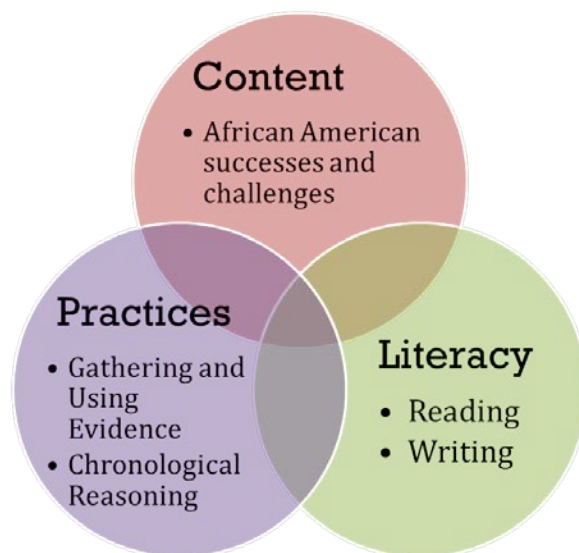 Content
• African American
successes and
challenges
Practices
• Gathering and
Using
Evidence
• Chronological
Reasoning
Literacy
• Reading
• Writing